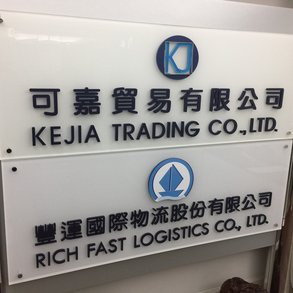 KJ
可嘉貿易有限公司
KEJIA TRADING CO.,LTD.
豐運國際物流股份有限公司
RICH FAST LOGISTICS CO., LTD.